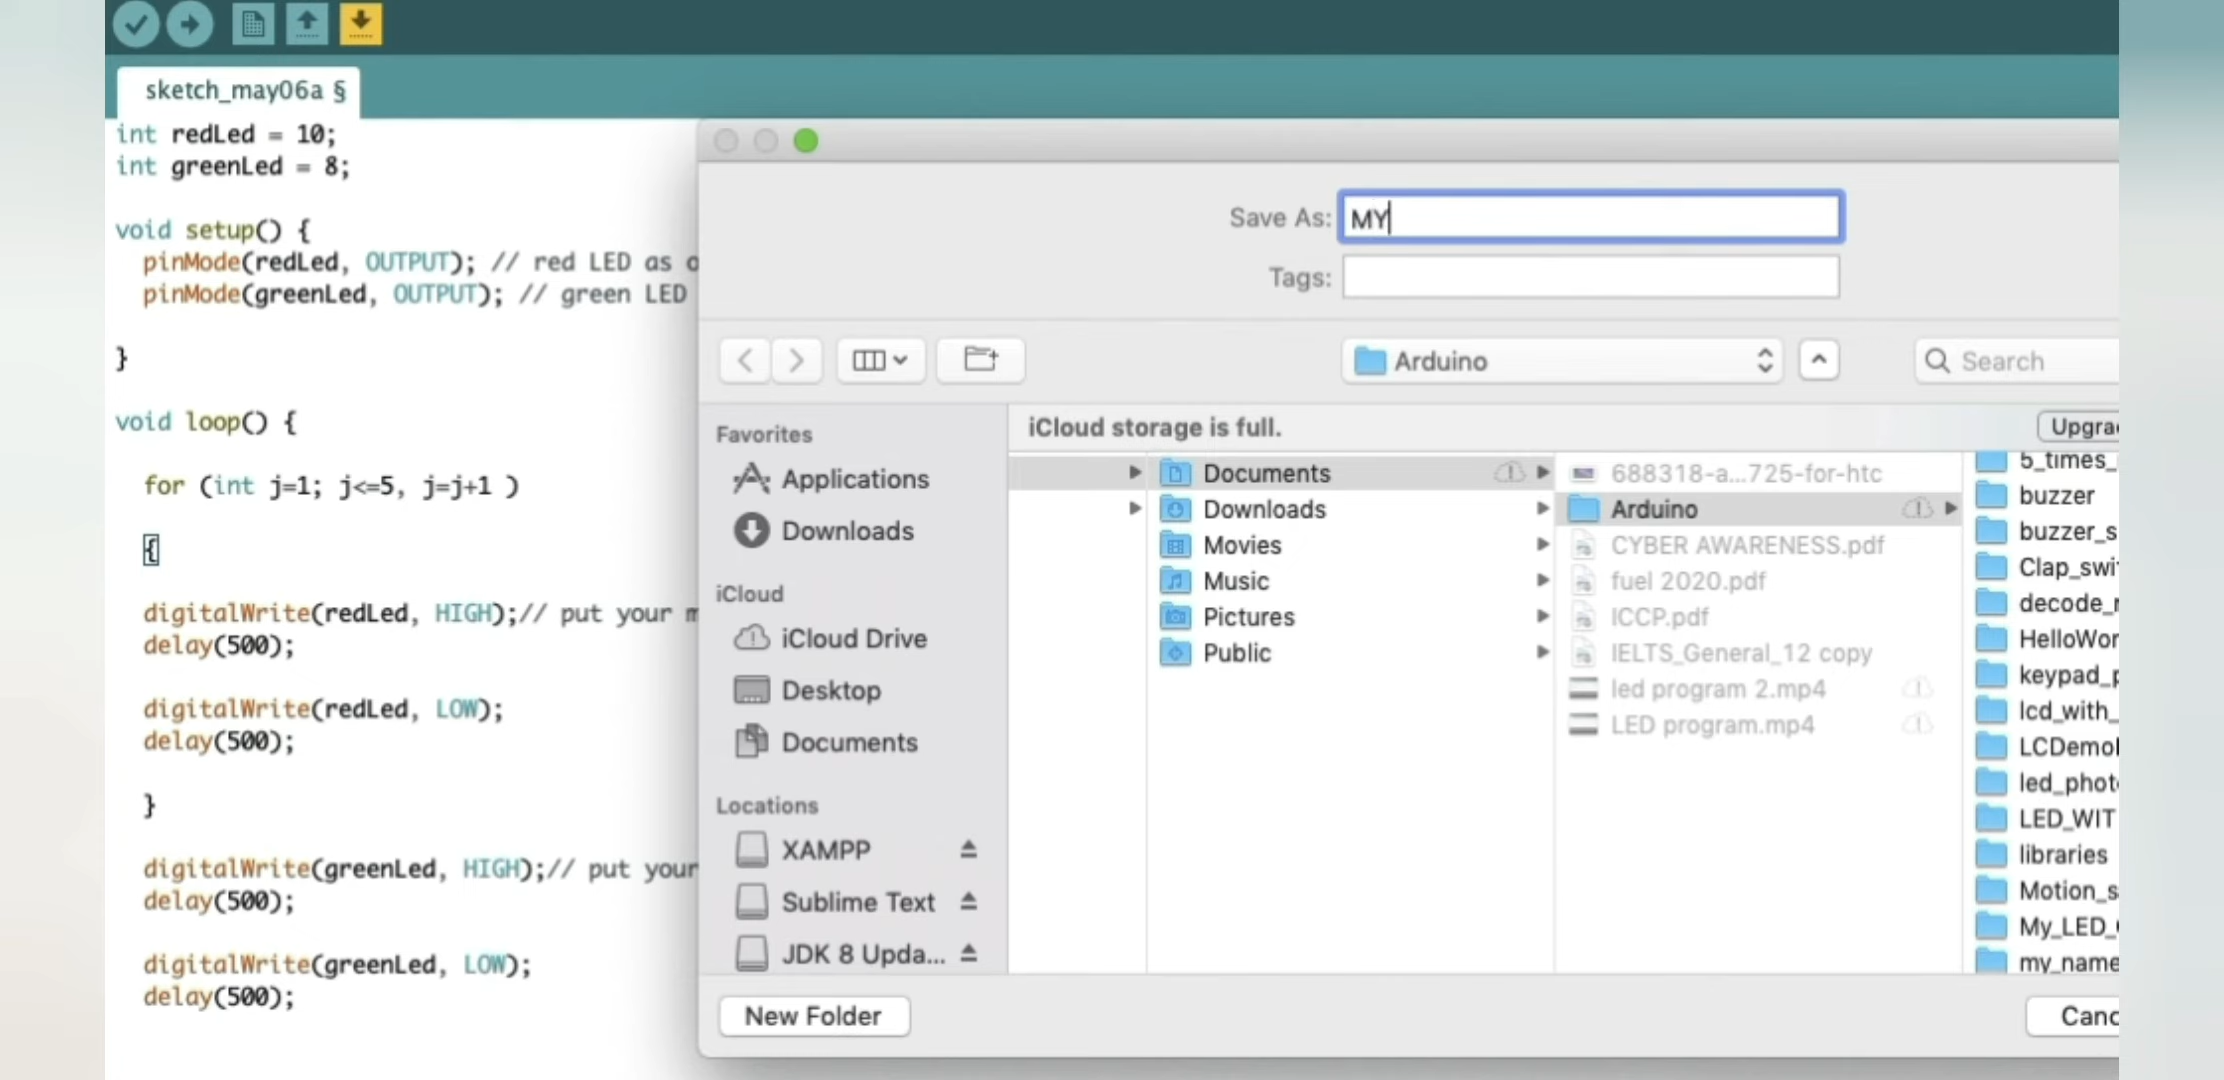 sketch_may06a §
int redLed = 10;
int greenLed = 8;
void setup() {
pinMode(redLed, OUTPUT); // red LED as
pinMode(greenLed, OUTPUT); // green LED
}
void loop() {
for (int j=1; j<=5, j=j+1 )
{
digitalWrite(redLed, HIGH);// put your
delay(500);
digitalWrite(redLed, LOW);
delay(500);
}
digitalWrite(greenLed, HIGH);// put your
delay(500);
digitalWrite(greenLed, LOW);
delay(500);
Save As: MY
Tags:
Arduino
Search
Favorites
Applications
Downloads
iCloud
iCloud Drive
Desktop
Documents
Locations
XAMPP
Sublime Text
JDK 8 Upda...
iCloud storage is full.
Upgra
Documents
Downloads
Movies
Music
Pictures
Public
688318-a...725-for-htc
Arduino
CYBER AWARENESS.pdf
fuel 2020.pdf
ICCP.pdf
IELTS_General_12 copy
led program 2.mp4
LED program.mp4
5_times_
buzzer
buzzer_s
Clap_swi
decode_
HelloWor
keypad_p
lcd_with_
LCDemo
led_phot
LED_WIT
libraries
Motion_s
My_LED_
my_name
New Folder
Canc